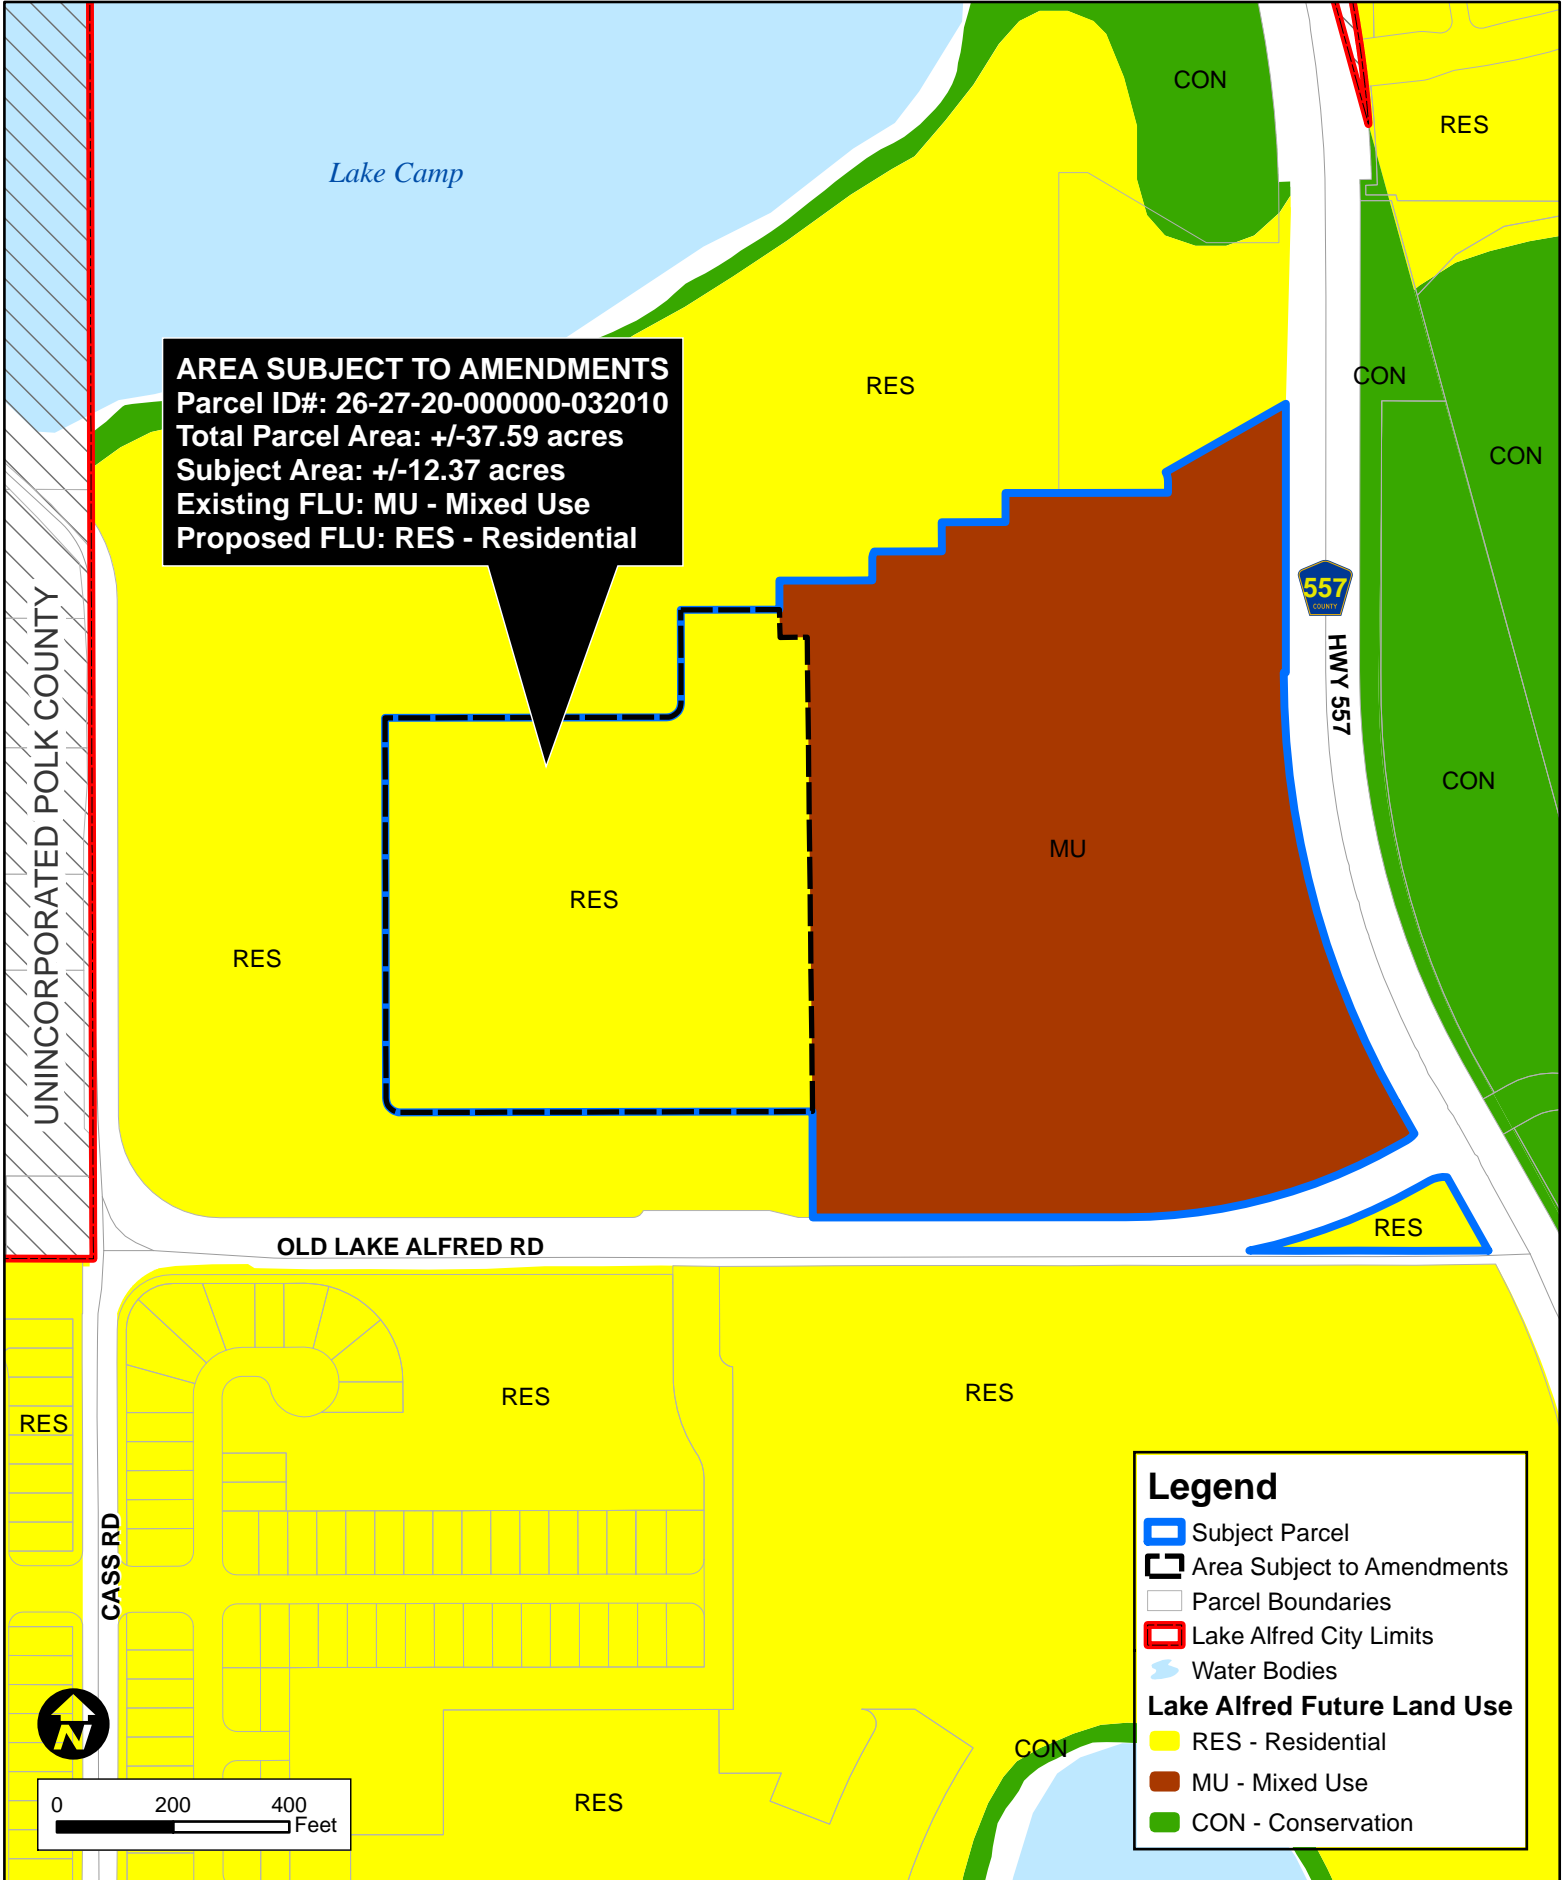 CON
RES
Lake Camp
AREA SUBJECT TO AMENDMENTS
Parcel ID#: 26-27-20-000000-032010
Total Parcel Area: +/-37.59 acres
Subject Area: +/-12.37 acres
Existing FLU: MU - Mixed Use
Proposed FLU: RES - Residential
RES
CON
CON
557
COUNTY
HWY 557
UNINCORPORATED POLK COUNTY
CON
MU
RES
RES
RES
OLD LAKE ALFRED RD
RES
RES
RES
CASS RD
CON
RES
N
0 200 400
Feet
Legend
Subject Parcel
Area Subject to Amendments
Parcel Boundaries
Lake Alfred City Limits
Water Bodies
Lake Alfred Future Land Use
RES - Residential
MU - Mixed Use
CON - Conservation